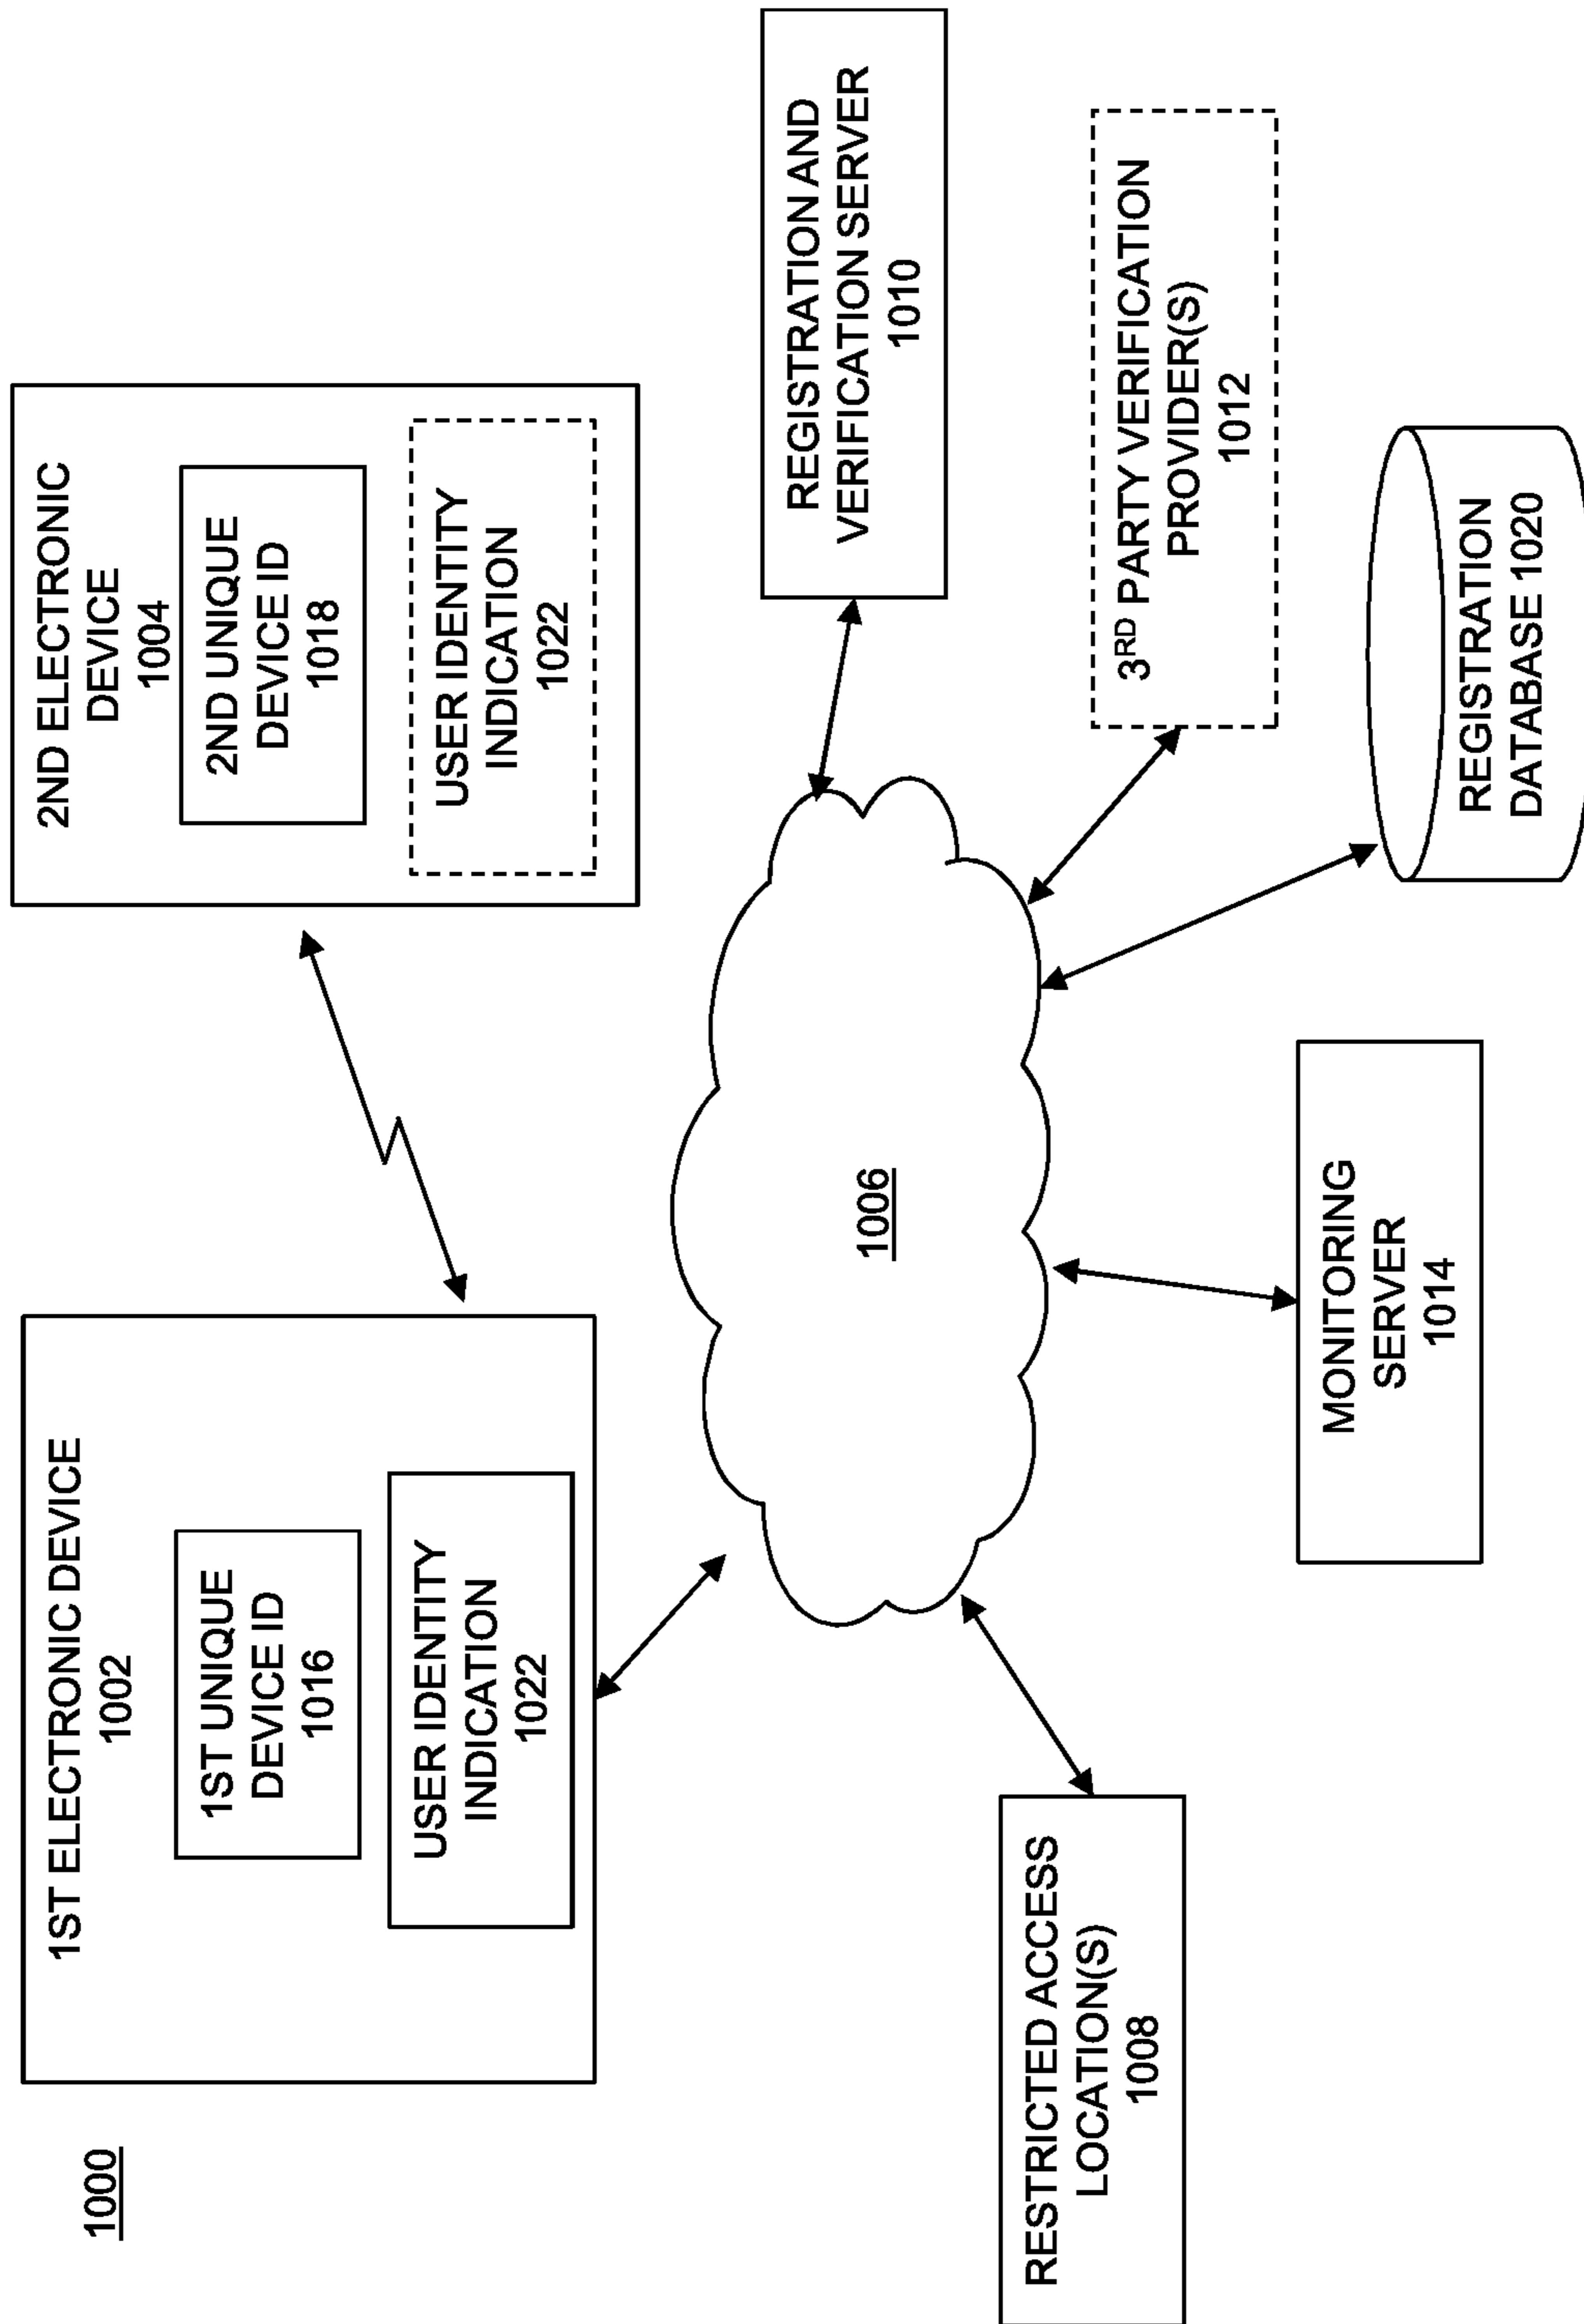 1000
1ST ELECTRONIC DEVICE
1002
1ST UNIQUE
DEVICE ID
1016
USER IDENTITY
INDICATION
1022
2ND ELECTRONIC
DEVICE
1004
2ND UNIQUE
DEVICE ID
1018
USER IDENTITY
INDICATION
1022
1006
REGISTRATION AND
VERIFICATION SERVER
1010
3RD PARTY VERIFICATION
PROVIDER(S)
1012
REGISTRATION
DATABASE 1020
MONITORING
SERVER
1014
RESTRICTED ACCESS
LOCATION(S)
1008